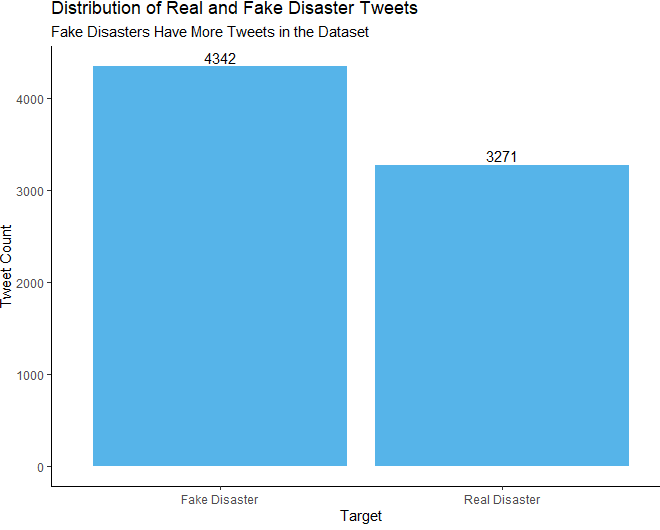 Distribution of Real and Fake Disaster Tweets
Fake Disasters Have More Tweets in the Dataset
4342
3271
4000
3000
2000
1000
0
Tweet Count
Fake Disaster
Real Disaster
Target